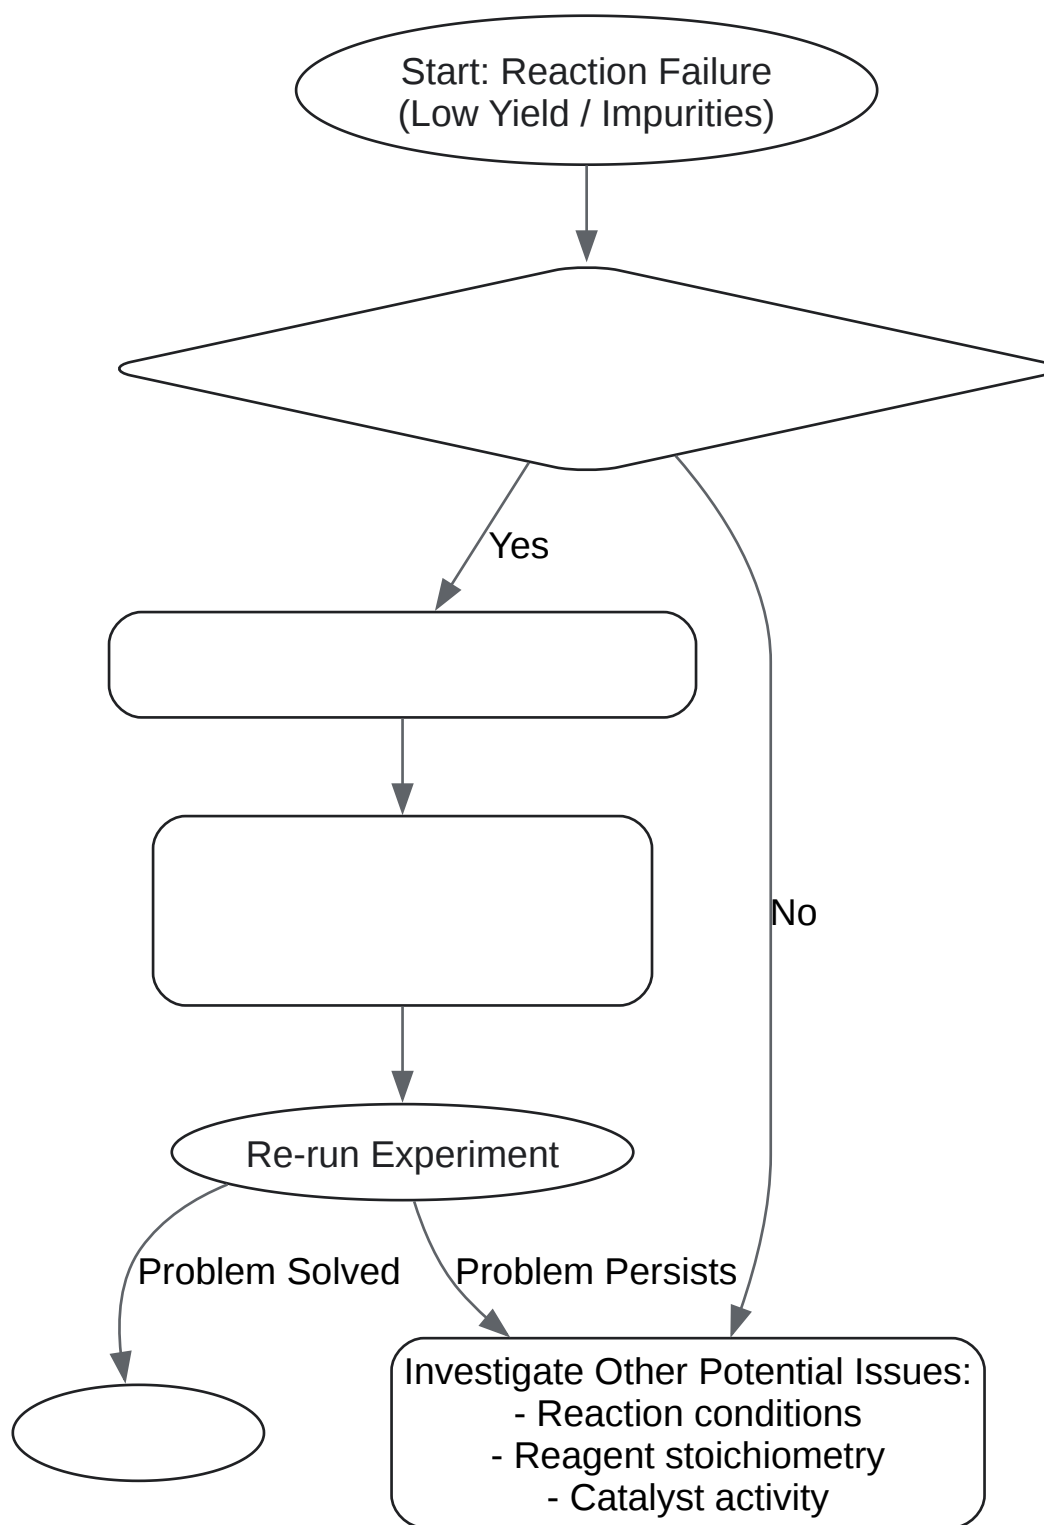 Start: Reaction Failure
(Low Yield / Impurities)
Yes
No
Re-run Experiment
Problem Solved
Problem Persists
Investigate Other Potential Issues:
- Reaction conditions
- Reagent stoichiometry
- Catalyst activity